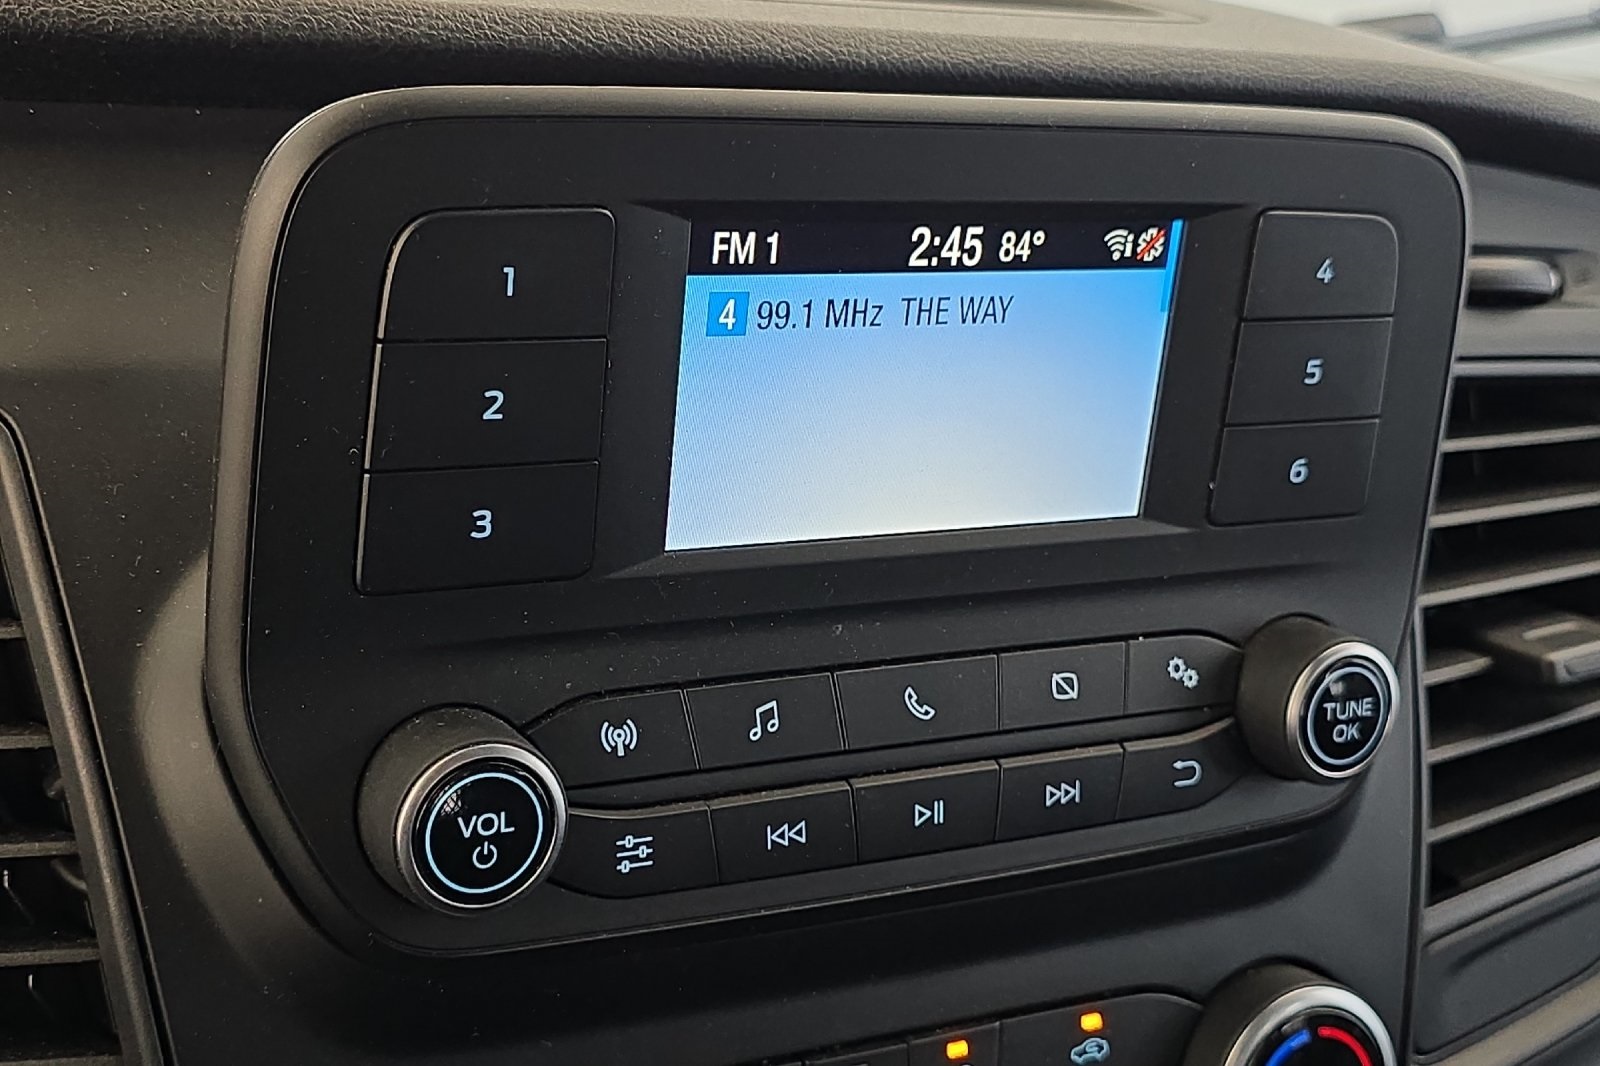 FM 1 2:45 84°
4 99.1 MHz THE WAY
1
2
3
4
5
6
VOL
TUNE
OK